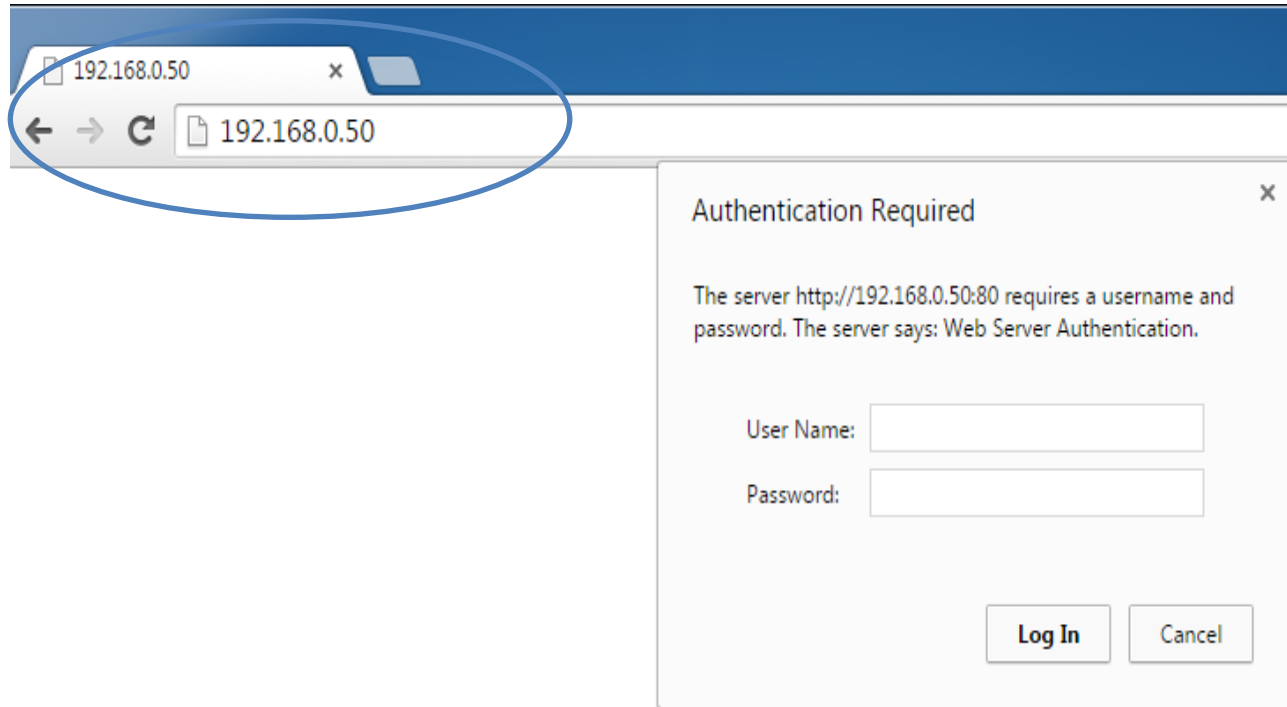 192.168.0.50
192.168.0.50
Authentication Required
The server http://192.168.0.50:80 requires a username and
password. The server says: Web Server Authentication.
User Name:
Password:
Log In Cancel